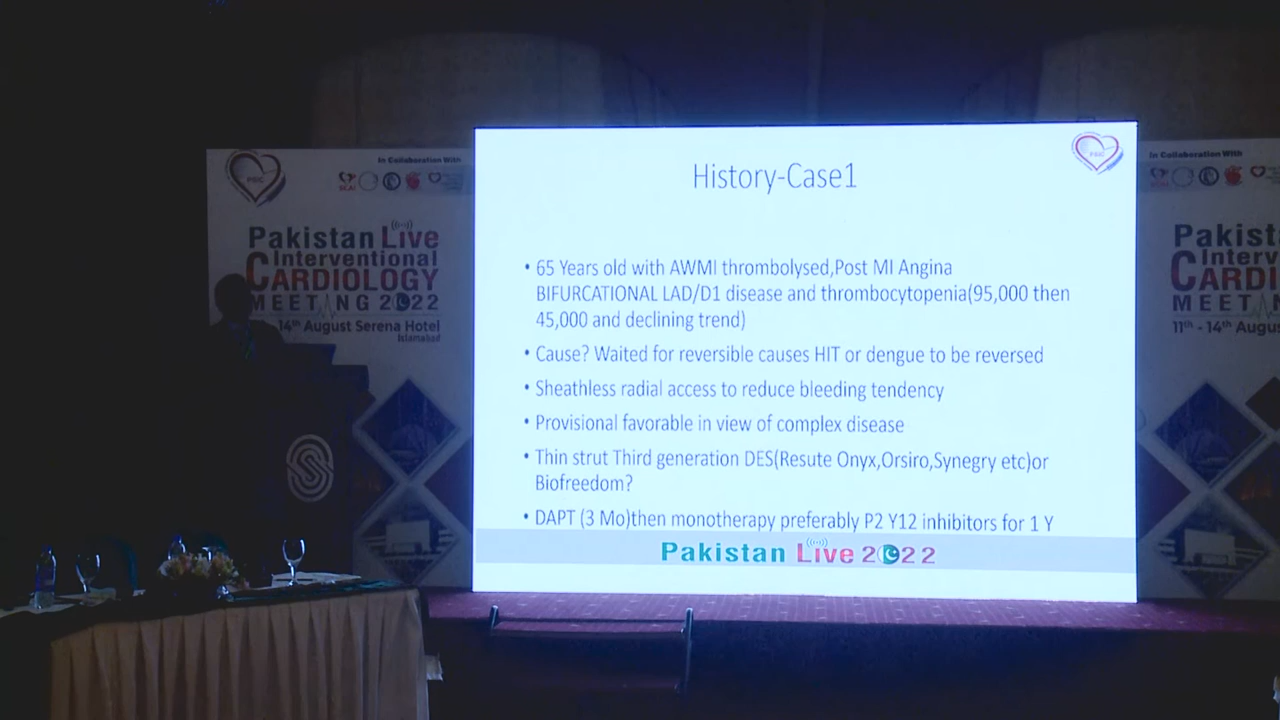 History-Case1
• 65 Years old with AWMI thrombolysed,Post MI Angina
BIFURCATIONAL LAD/D1 disease and thrombocytopenia(95,000 then
45,000 and declining trend)
• Cause? Waited for reversible causes HIT or dengue to be reversed
• Sheathless radial access to reduce bleeding tendency
• Provisional favorable in view of complex disease
• Thin strut Third generation DES(Resute Onyx,Orsiro,Synegry etc)or
Biofreedom?
• DAPT (3 Mo)then monotherapy preferably P2 Y12 inhibitors for 1 Y
Pakistan Live 2022
In Collaboration With
Pakistan Live
Interventional
CARDIOLOGY
MEETING 2022
14th August Serena Hotel
Islamabad
In Collaboration With
Pakist
Interv
CARDIO
MEET
11th - 14th Augus